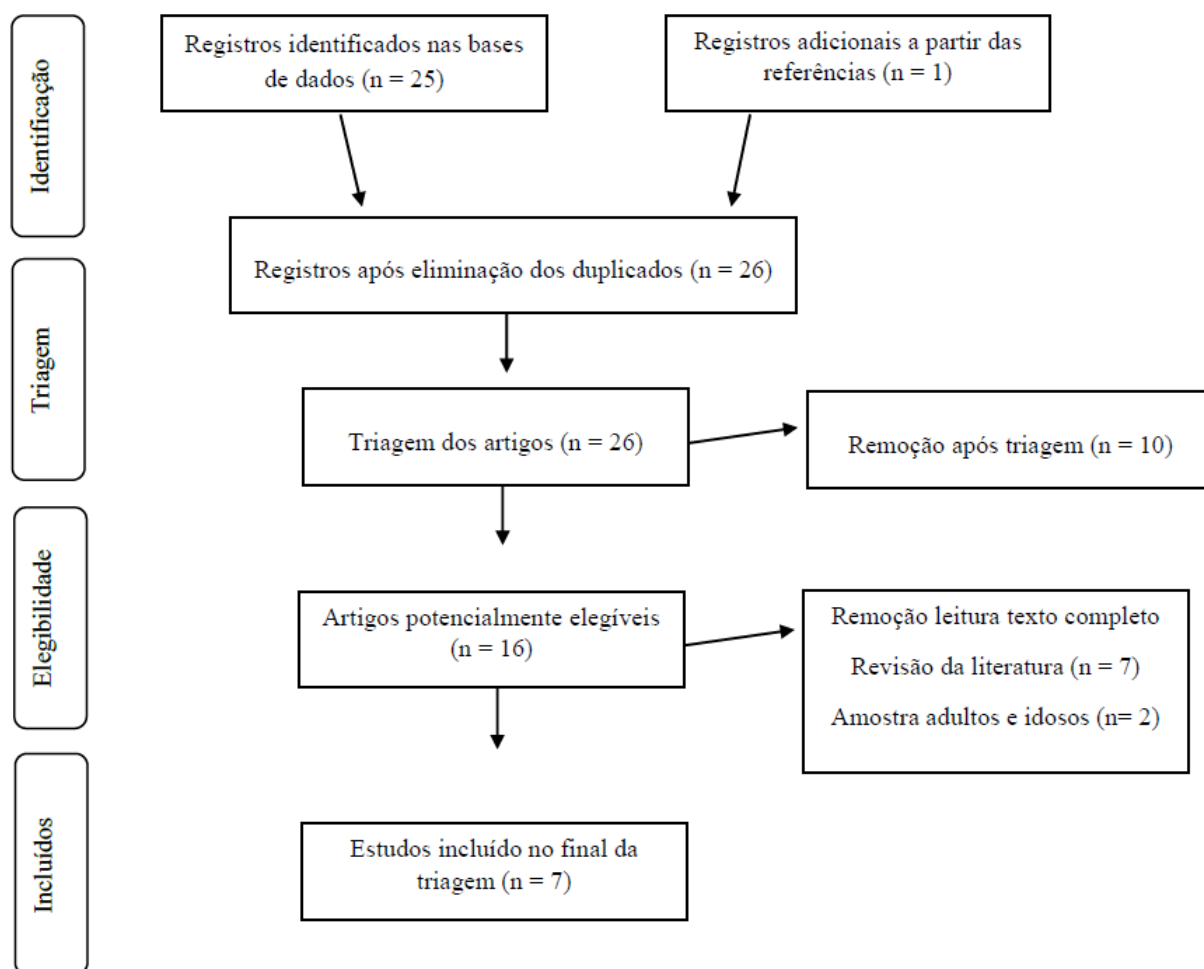 Identificação
Registros identificados nas bases
de dados (n = 25)
Registros adicionais a partir das
referências (n = 1)
Registros após eliminação dos duplicados (n = 26)
Triagem
Triagem dos artigos (n = 26)
Remoção após triagem (n = 10)
Elegibilidade
Artigos potencialmente elegíveis
(n = 16)
Remoção leitura texto completo
Revisão da literatura (n = 7)
Amostra adultos e idosos (n= 2)
Incluídos
Estudos incluído no final da
triagem (n = 7)